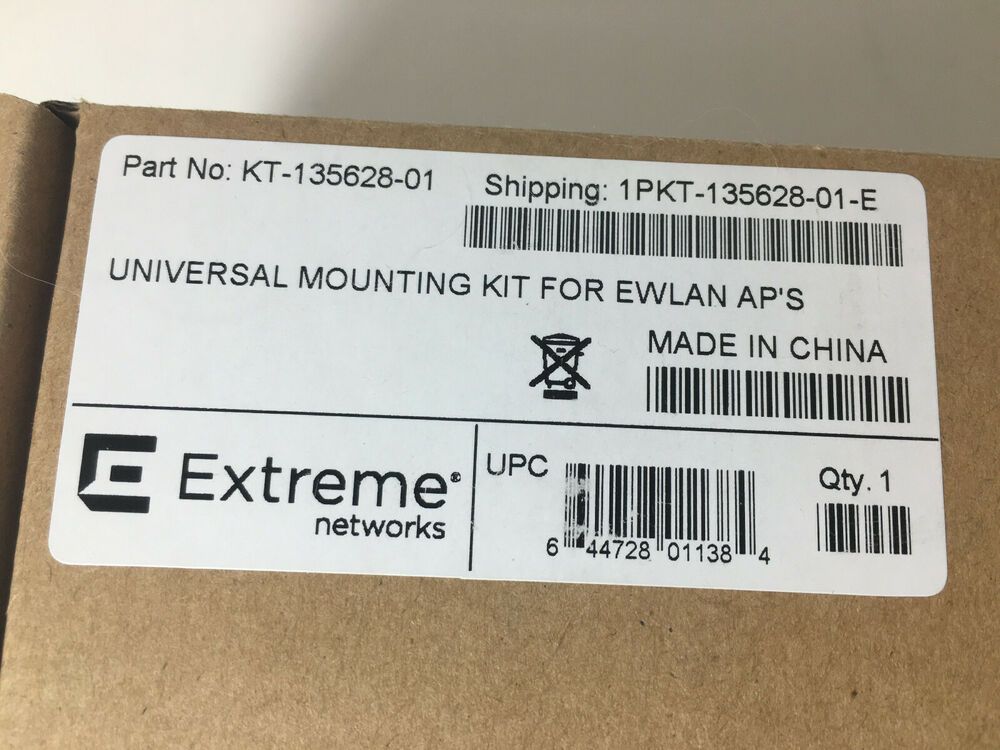 Part No: KT-135628-01
Shipping: 1PKT-135628-01-E
UNIVERSAL MOUNTING KIT FOR EWLAN AP'S
MADE IN CHINA
Extreme®
networks
UPC
6 44728 01138 4
Qty. 1